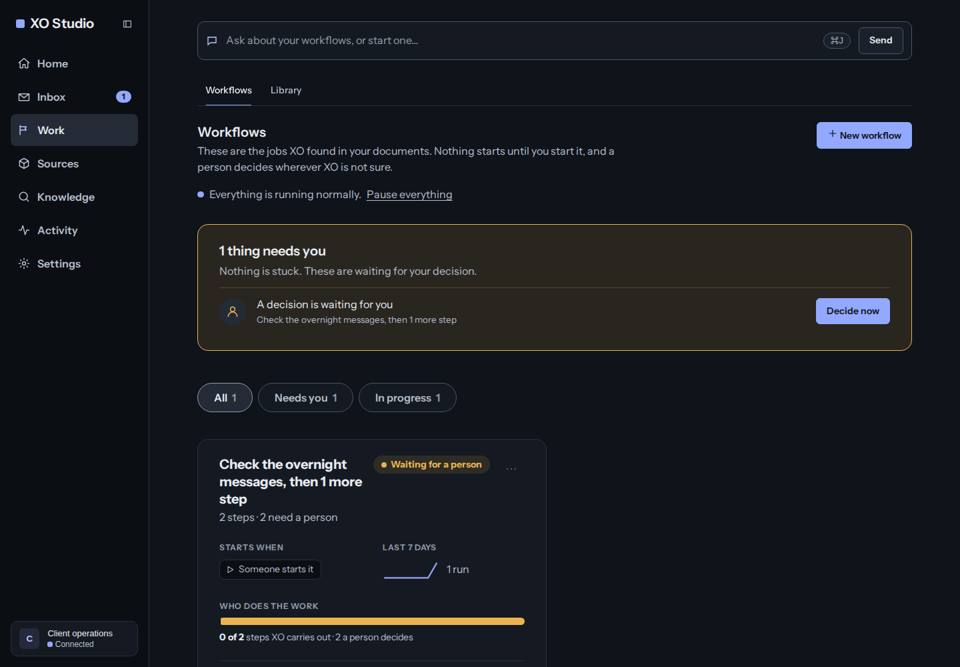 XO Studio
Home
Inbox 1
Work
Sources
Knowledge
Activity
Settings
Client operations
C
Connected
Ask about your workflows, or start one...
⌘J
Send
Workflows Library
Workflows
These are the jobs XO found in your documents. Nothing starts until you start it, and a
person decides wherever XO is not sure.
+ New workflow
Everything is running normally. Pause everything
1 thing needs you
Nothing is stuck. These are waiting for your decision.
A decision is waiting for you
Check the overnight messages, then 1 more step
Decide now
All 1 Needs you 1 In progress 1
Check the overnight
messages, then 1 more
step
Waiting for a person
...
2 steps · 2 need a person
STARTS WHEN
Someone starts it
LAST 7 DAYS
1 run
WHO DOES THE WORK
0 of 2 steps XO carries out · 2 a person decides